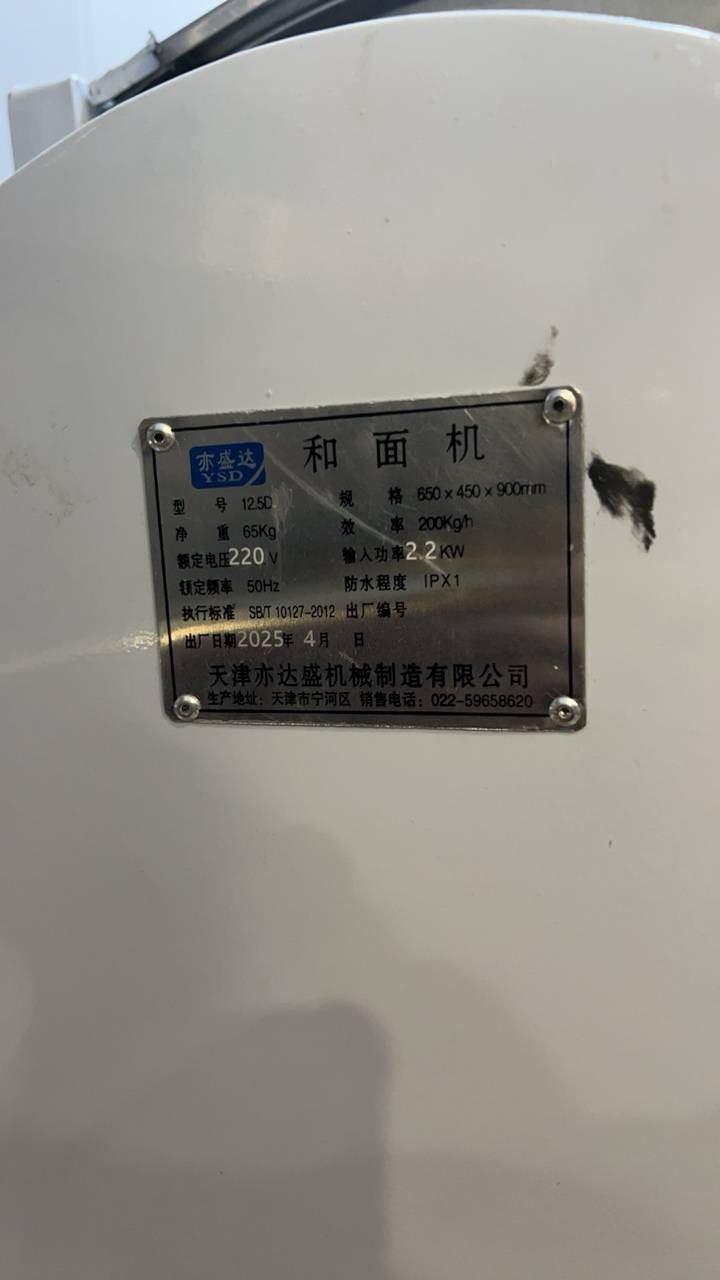 亦盛达
YSD
和面机
型 号 12.5D 规 格 650×450×900mm
净 重 65Kg 效 率 200Kg/h
额定电压220V 输入功率2.2KW
额定频率 50Hz 防水程度 IPX1
执行标准 SB/T 10127-2012 出厂编号
出厂日期2025年 4月 日
天津亦达盛机械制造有限公司
生产地址：天津市宁河区 销售电话：022-59658620